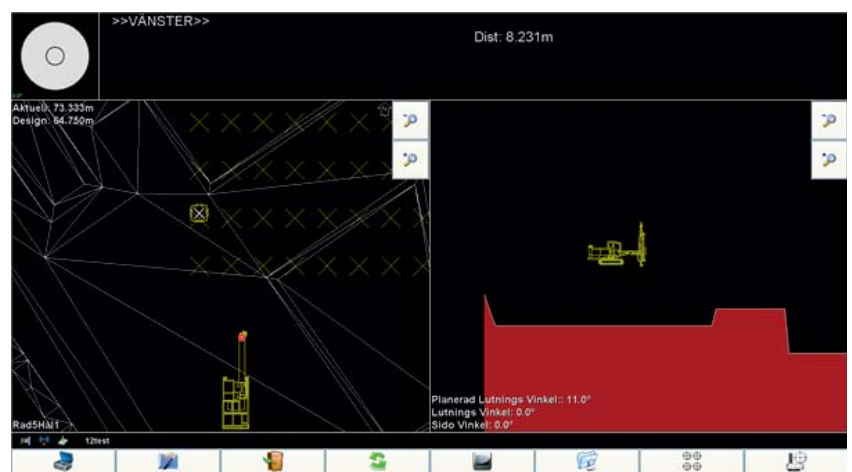 >>VÄNSTER>>
Dist: 8.231m
Aktuell: 73.333m
Design: 64.750m
Rad5Hål1
Planerad Lutnings Vinkel:: 11.0°
Lutnings Vinkel: 0.0°
Sido Vinkel: 0.0°
12test